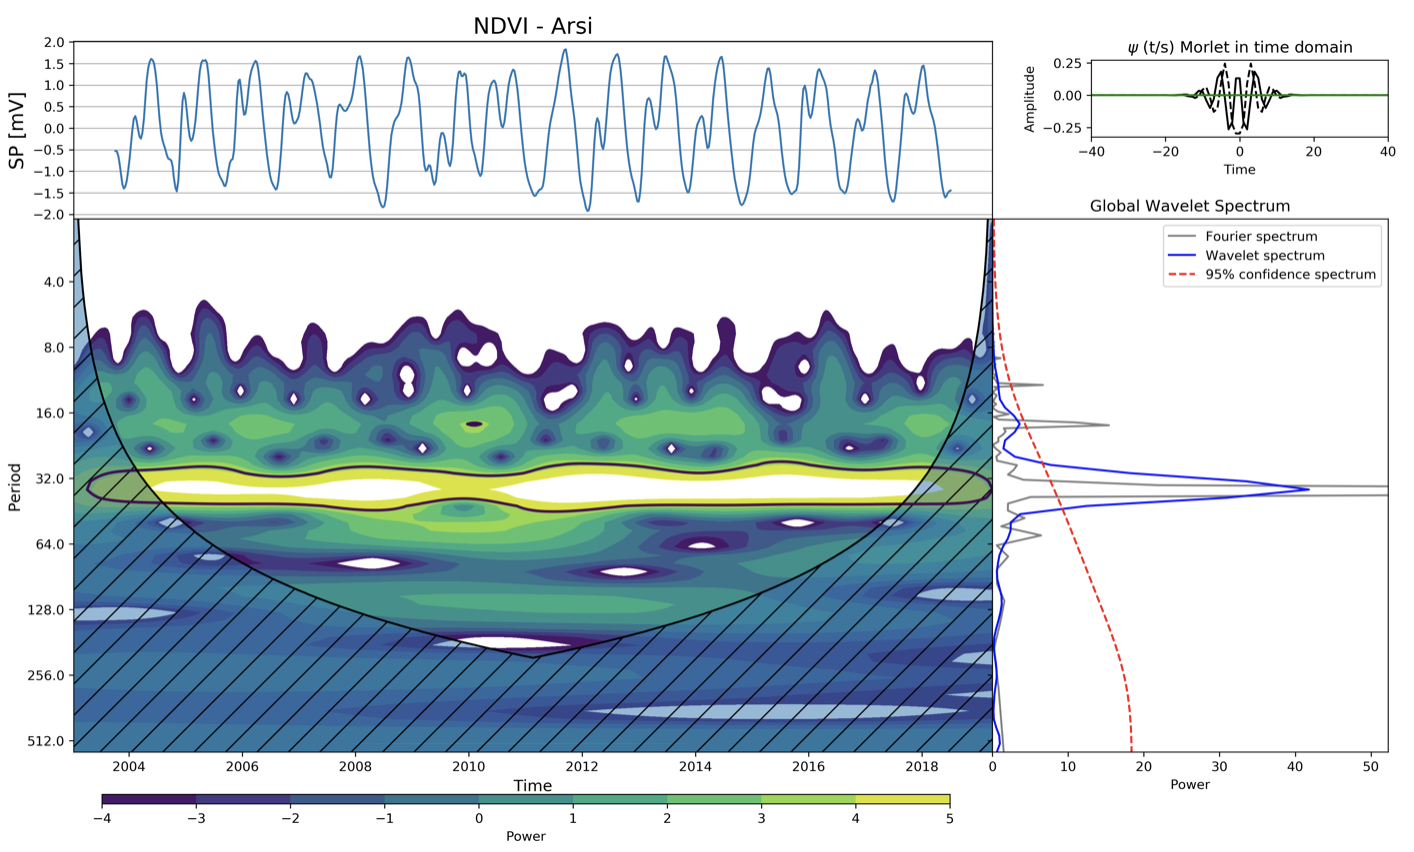 NDVI - Arsi
SP [mV]
2.0
1.5
1.0
0.5
0.0
−0.5
−1.0
−1.5
−2.0
ψ (t/s) Morlet in time domain
Amplitude
0.25
0.00
−0.25
−40 −20 0 20 40
Time
Period
4.0
8.0
16.0
32.0
64.0
128.0
256.0
512.0
2004 2006 2008 2010 2012 2014 2016 2018
Time
Global Wavelet Spectrum
Fourier spectrum
Wavelet spectrum
95% confidence spectrum
0 10 20 30 40 50
Power
−4 −3 −2 −1 0 1 2 3 4 5
Power